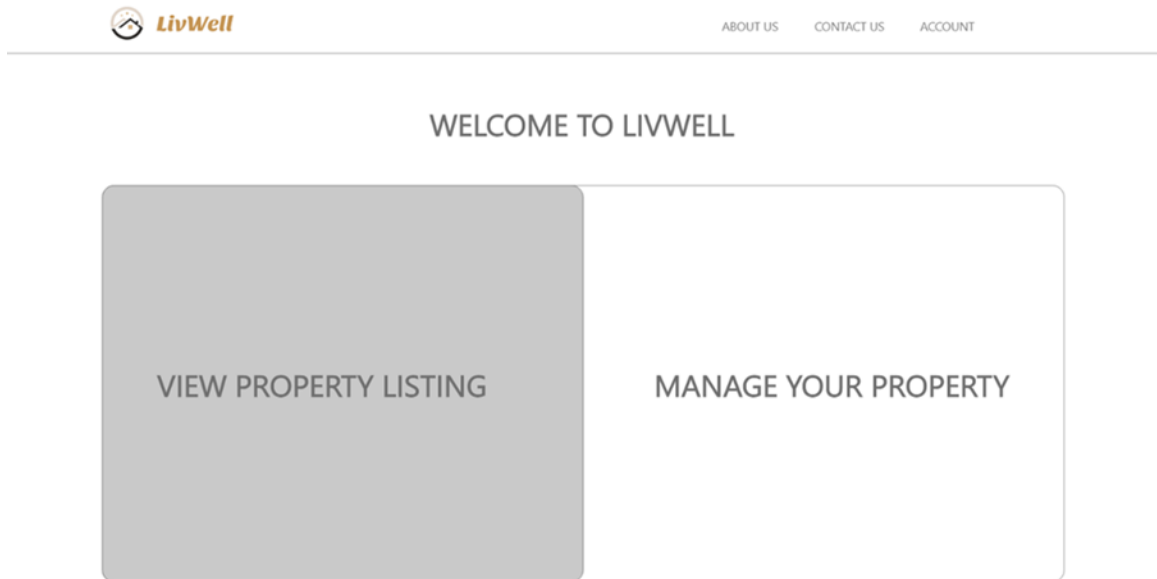 LivWell
ABOUT US CONTACT US ACCOUNT
WELCOME TO LIVWELL
VIEW PROPERTY LISTING
MANAGE YOUR PROPERTY